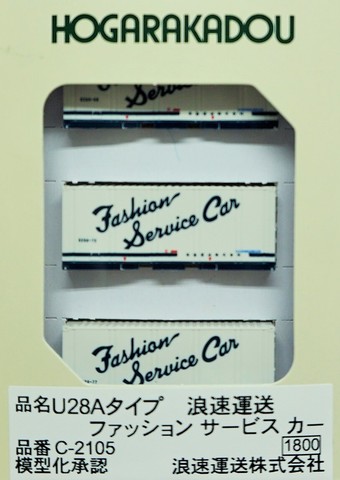 HOGARAKADOU
Service Car
Fashion
Service Car
Fashion
Service Car
品名 U28Aタイプ 浪速運送
ファッション サービス カー
品番 C-2105 1800
模型化承認 浪速運送株式会社